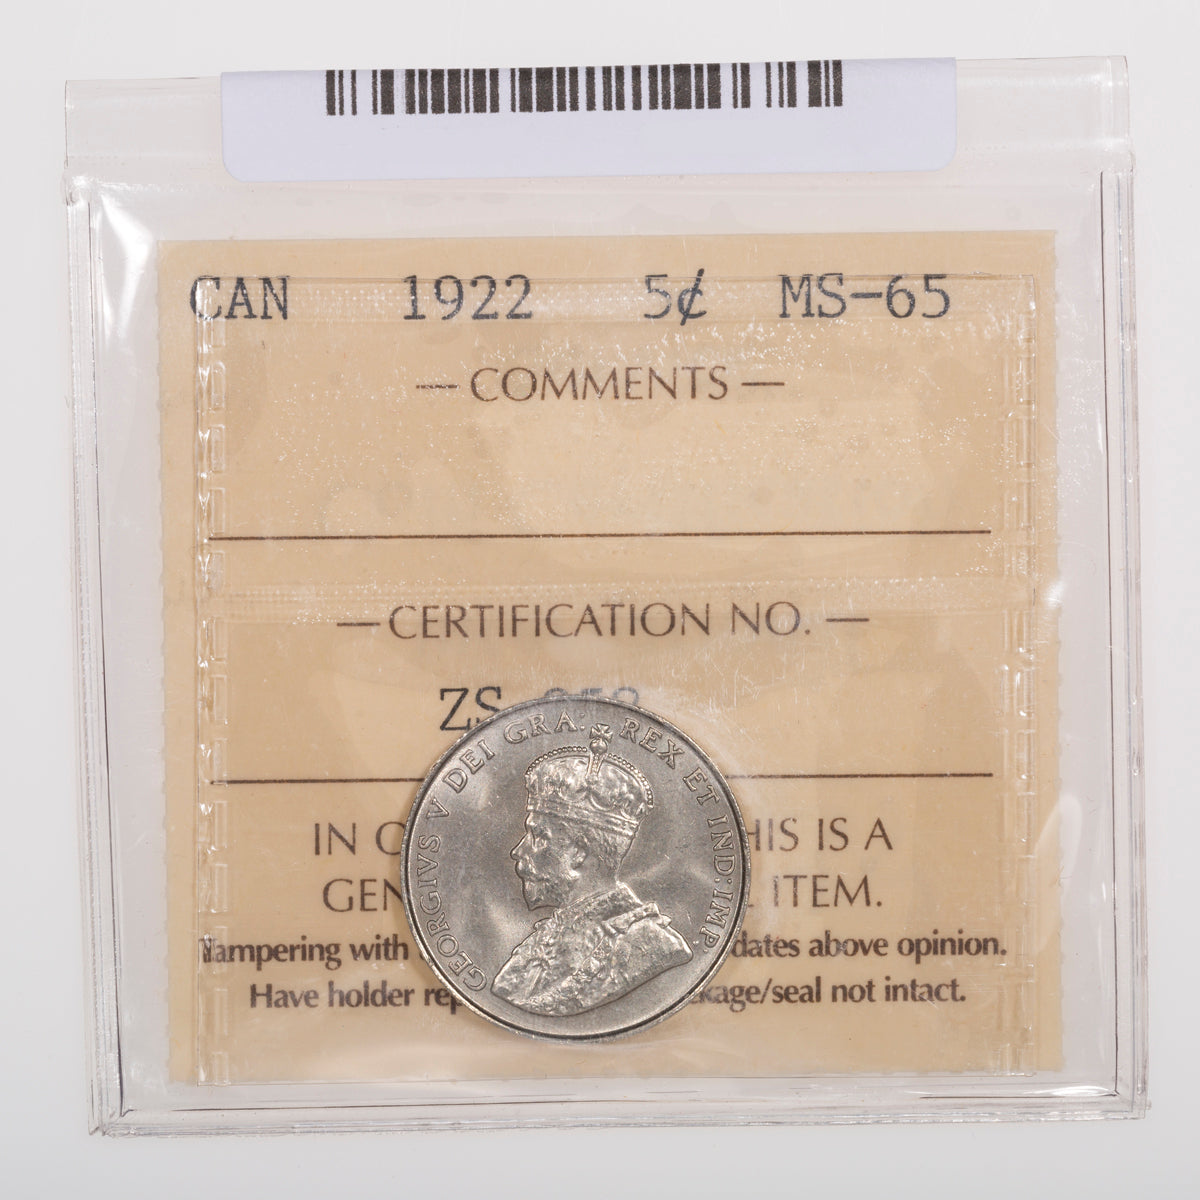 CAN 1922 5¢ MS-65
— COMMENTS —
— CERTIFICATION NO. —
ZS
GEORGIVS V DEI GRA: REX ET IND: IMP:
IN HIS IS A
GEN ITEM.
Tampering with dates above opinion.
Have holder rep kage/seal not intact.